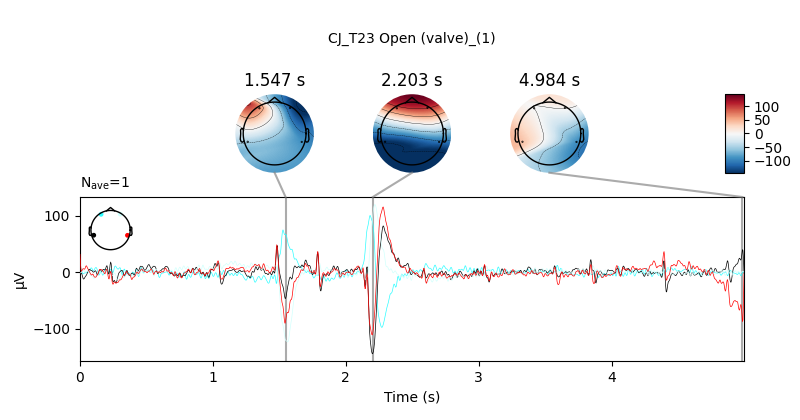 CJ_T23 Open (valve)_(1)
1.547 s 2.203 s 4.984 s
100
50
0
−50
−100
Nave=1
100
0
−100
µV
0 1 2 3 4
Time (s)